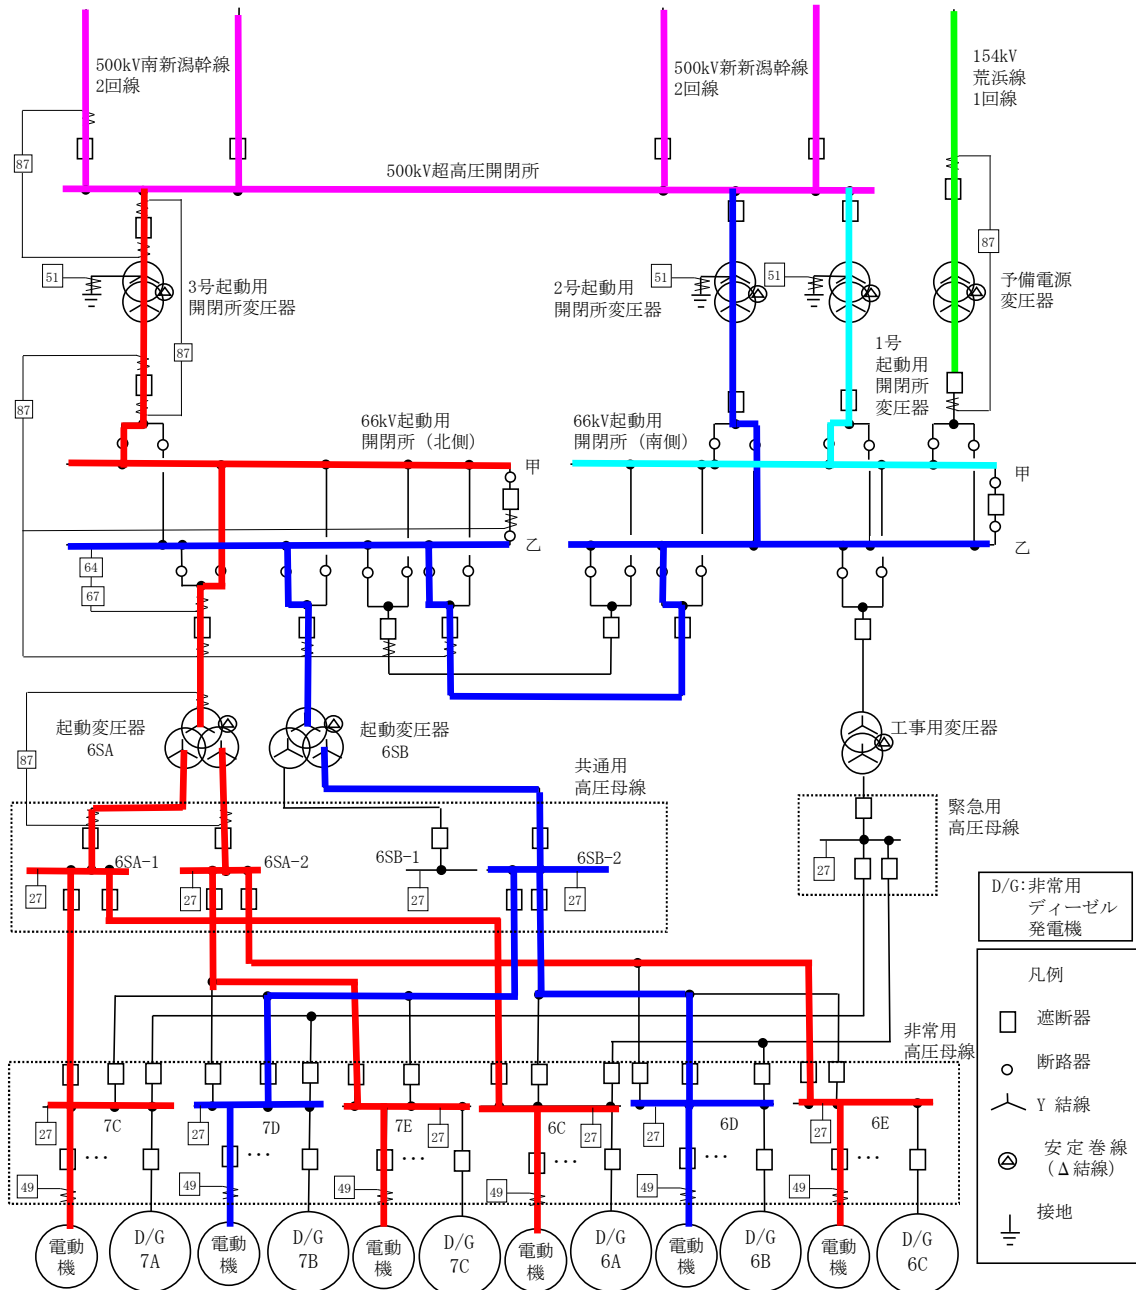 500kV南新潟幹線
2回線
500kV新新潟幹線
2回線
154kV
荒浜線
1回線
87
500kV超高圧開閉所
87
51
3号起動用
開閉所変圧器
51
2号起動用
開閉所変圧器
51
予備電源
変圧器
87
1号
起動用
開閉所
変圧器
87
66kV起動用
開閉所（北側）
66kV起動用
開閉所（南側）
甲
甲
乙
乙
64
67
起動変圧器
6SA
起動変圧器
6SB
工事用変圧器
87
共通用
高圧母線
緊急用
高圧母線
6SA-1
6SA-2
6SB-1
6SB-2
27
27
27
27
27
D/G:非常用
ディーゼル
発電機
凡例
遮断器
断路器
Y 結線
安定巻線
（Δ結線）
接地
非常用
高圧母線
7C
7D
7E
6C
6D
6E
27
27
27
27
27
27
…
…
…
…
…
…
49
49
49
49
49
49
電動
機
D/G
7A
電動
機
D/G
7B
電動
機
D/G
7C
電動
機
D/G
6A
電動
機
D/G
6B
電動
機
D/G
6C